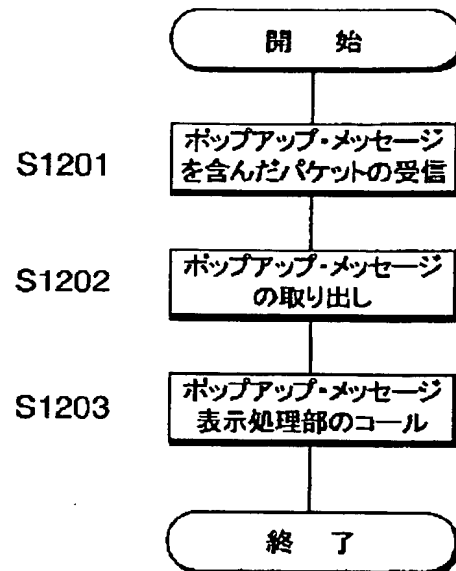 開 始
S1201
ポップアップ・メッセージ
を含んだパケットの受信
S1202
ポップアップ・メッセージ
の取り出し
S1203
ポップアップ・メッセージ
表示処理部のコール
終 了